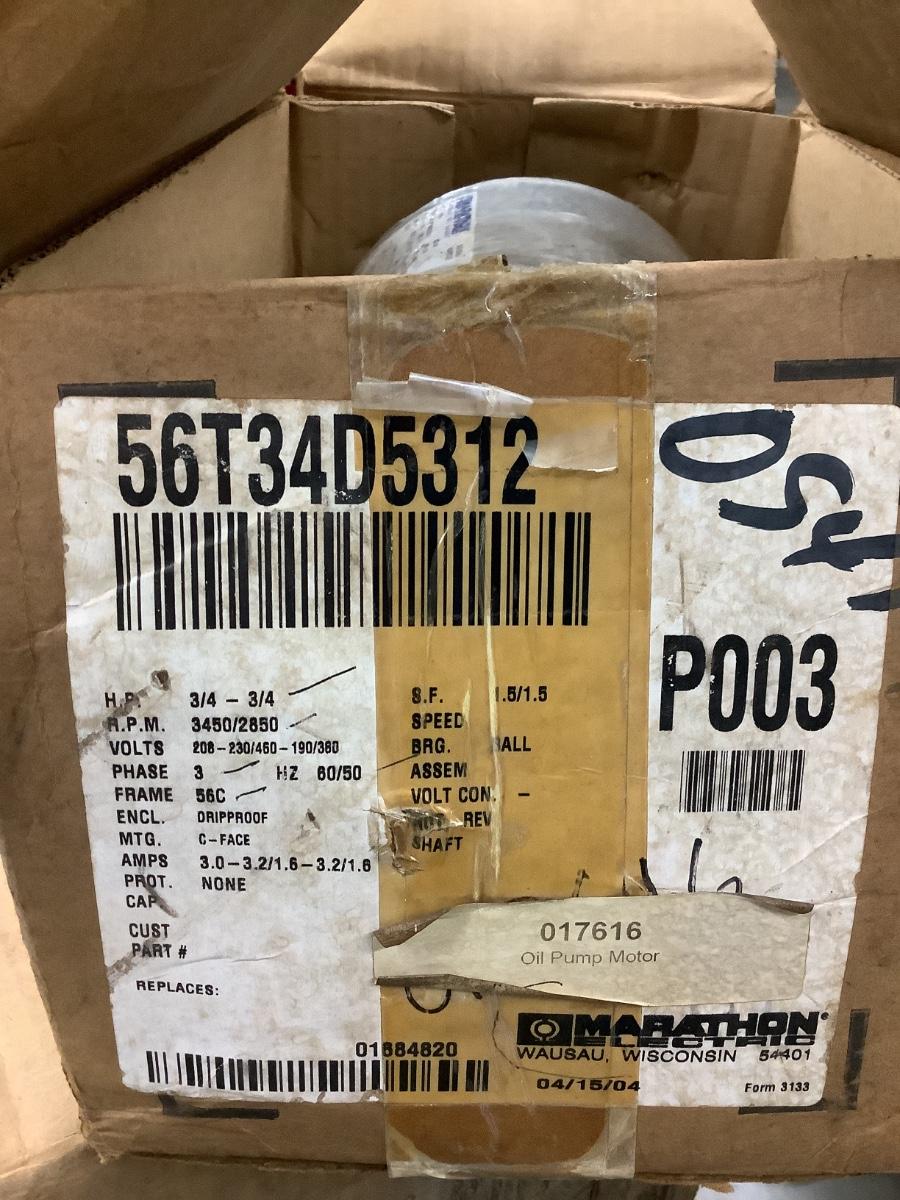 56T34D5312
P003
H.P. 3/4 – 3/4
R.P.M. 3450/2850
VOLTS 208–230/460–190/380
PHASE 3 HZ 60/50
FRAME 56C
ENCL. DRIPPROOF
MTG. C–FACE
AMPS 3.0–3.2/1.6–3.2/1.6
PROT. NONE
CAP.
CUST
PART #
REPLACES:
S.F. 1.5/1.5
SPEED
BRG. BALL
ASSEM
VOLT CON. –
ROT. REV
SHAFT
017616
Oil Pump Motor
01684820
MARATHON®
ELECTRIC
WAUSAU, WISCONSIN 54401
04/15/04
Form 3133